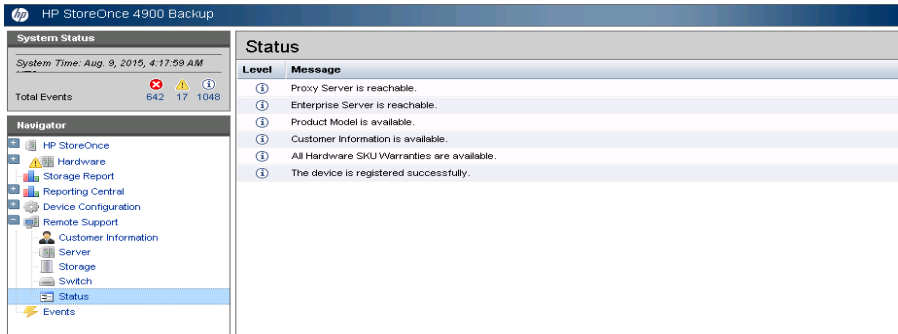 hp HP StoreOnce 4900 Backup
System Status
System Time: Aug. 9, 2015, 4:17:59 AM
Total Events 642 17 1048
Navigator
HP StoreOnce
Hardware
Storage Report
Reporting Central
Device Configuration
Remote Support
Customer Information
Server
Storage
Switch
Status
Events
Status
Level Message
Proxy Server is reachable.
Enterprise Server is reachable.
Product Model is available.
Customer Information is available.
All Hardware SKU Warranties are available.
The device is registered successfully.